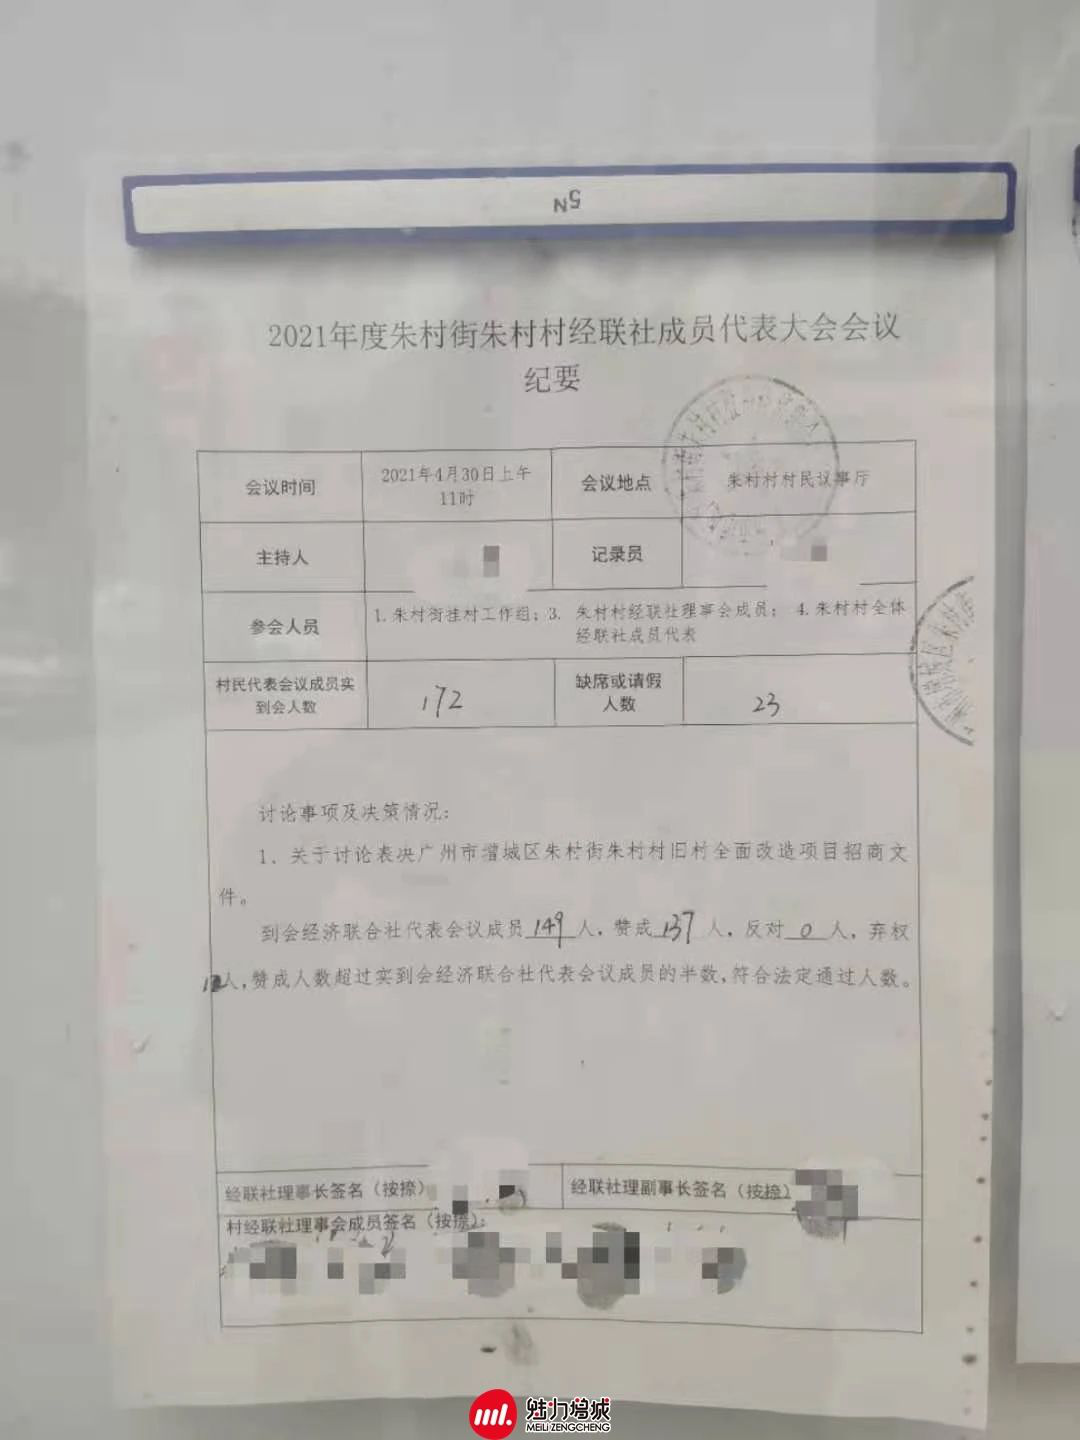 5N
2021年度朱村街朱村村经联社成员代表大会会议
纪要
会议时间
2021年4月30日上午
11时
会议地点
朱村村村民议事厅
主持人
记录员
参会人员
1.朱村街挂村工作组；3. 朱村村经联社理事会成员； 4.朱村村全体
经联社成员代表
村民代表会议成员实
到会人数
172
缺席或请假
人数
23
讨论事项及决策情况：
1、关于讨论表决广州市增城区朱村街朱村村旧村全面改造项目招商文
件。
到会经济联合社代表会议成员149人，赞成137人，反对0人，弃权
人，赞成人数超过实到会经济联合社代表会议成员的半数，符合法定通过人数。
经联社理事长签名（按捺）
经联社理副事长签名（按捺）
村经联社理事会成员签名（按捺）：
ml.
魅力增城
MEILI ZENGCHENG